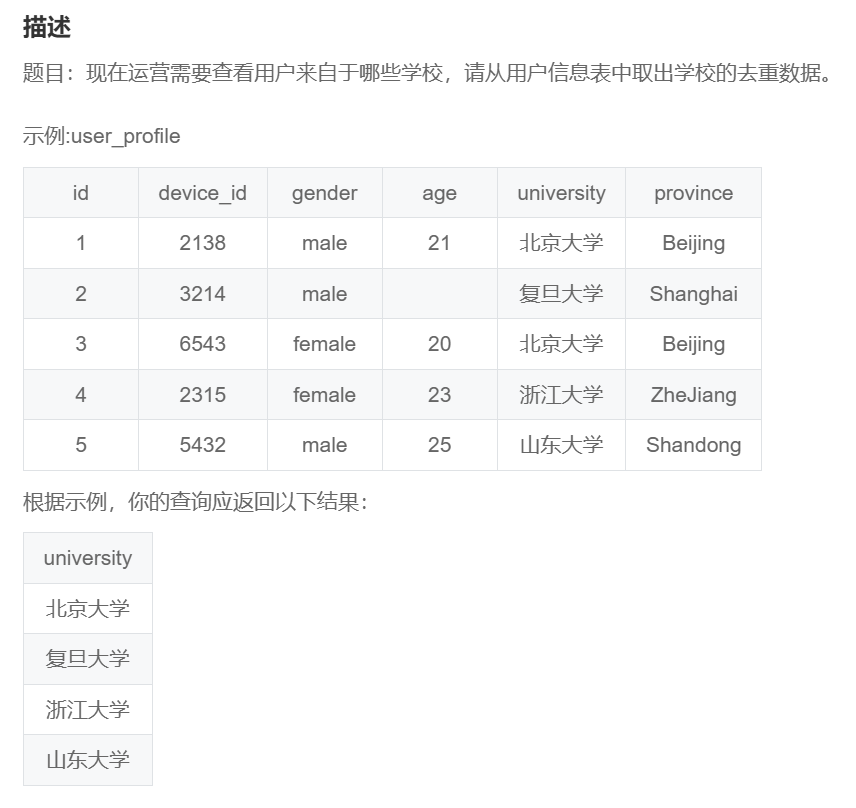 描述
题目：现在运营需要查看用户来自于哪些学校，请从用户信息表中取出学校的去重数据。
示例:user_profile
id device_id gender age university province
1 2138 male 21 北京大学 Beijing
2 3214 male 复旦大学 Shanghai
3 6543 female 20 北京大学 Beijing
4 2315 female 23 浙江大学 ZheJiang
5 5432 male 25 山东大学 Shandong
根据示例，你的查询应返回以下结果：
university
北京大学
复旦大学
浙江大学
山东大学